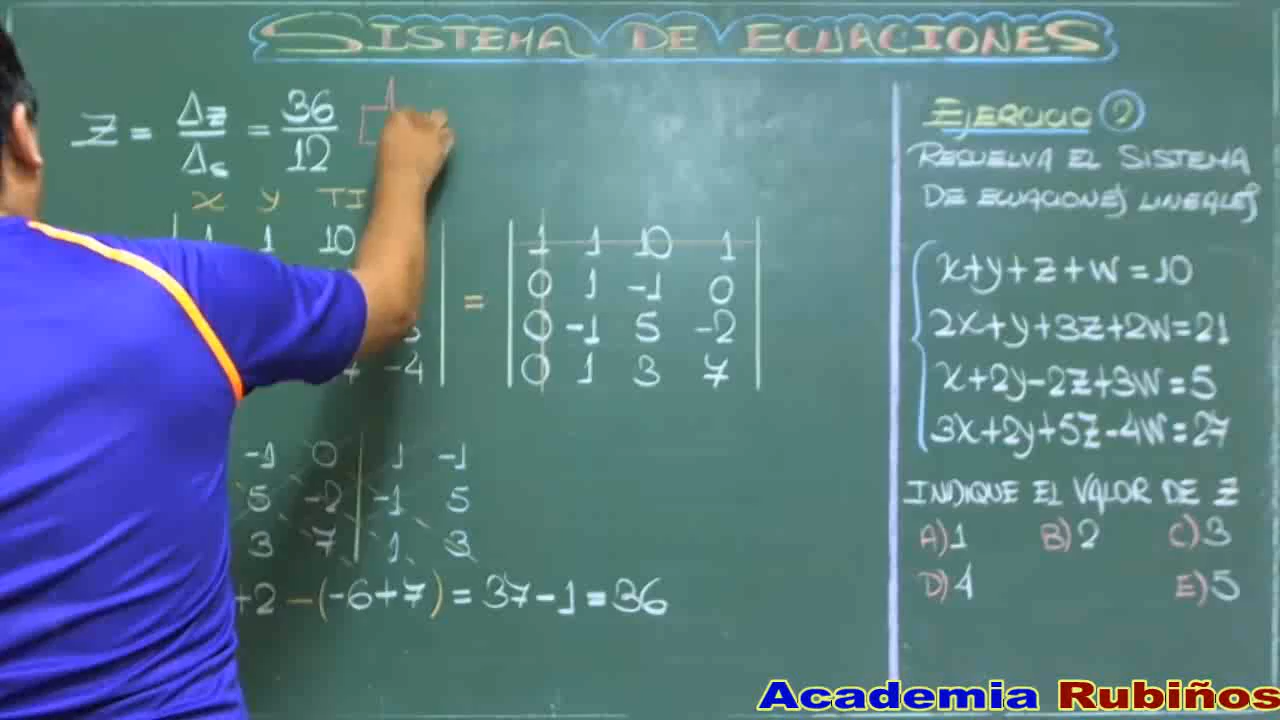 SISTEMA DE ECUACIONES
Z = Δz/Δs = 36/12
X Y TI
1 1 10
-4
=
1 1 10 1
0 1 -1 0
0 -1 5 -2
0 1 3 7
-1 0 1 -1
5 -2 -1 5
3 7 1 3
+2 -(-6+7) = 37-1 = 36
EJERCICIO 2
RESUELVA EL SISTEMA
DE ECUACIONES LINEALES
x+y+z+w=10
2x+y+3z+2w=21
x+2y-2z+3w=5
3x+2y+5z-4w=27
INDIQUE EL VALOR DE Z
A) 1 B) 2 C) 3
D) 4 E) 5
Academia Rubiños